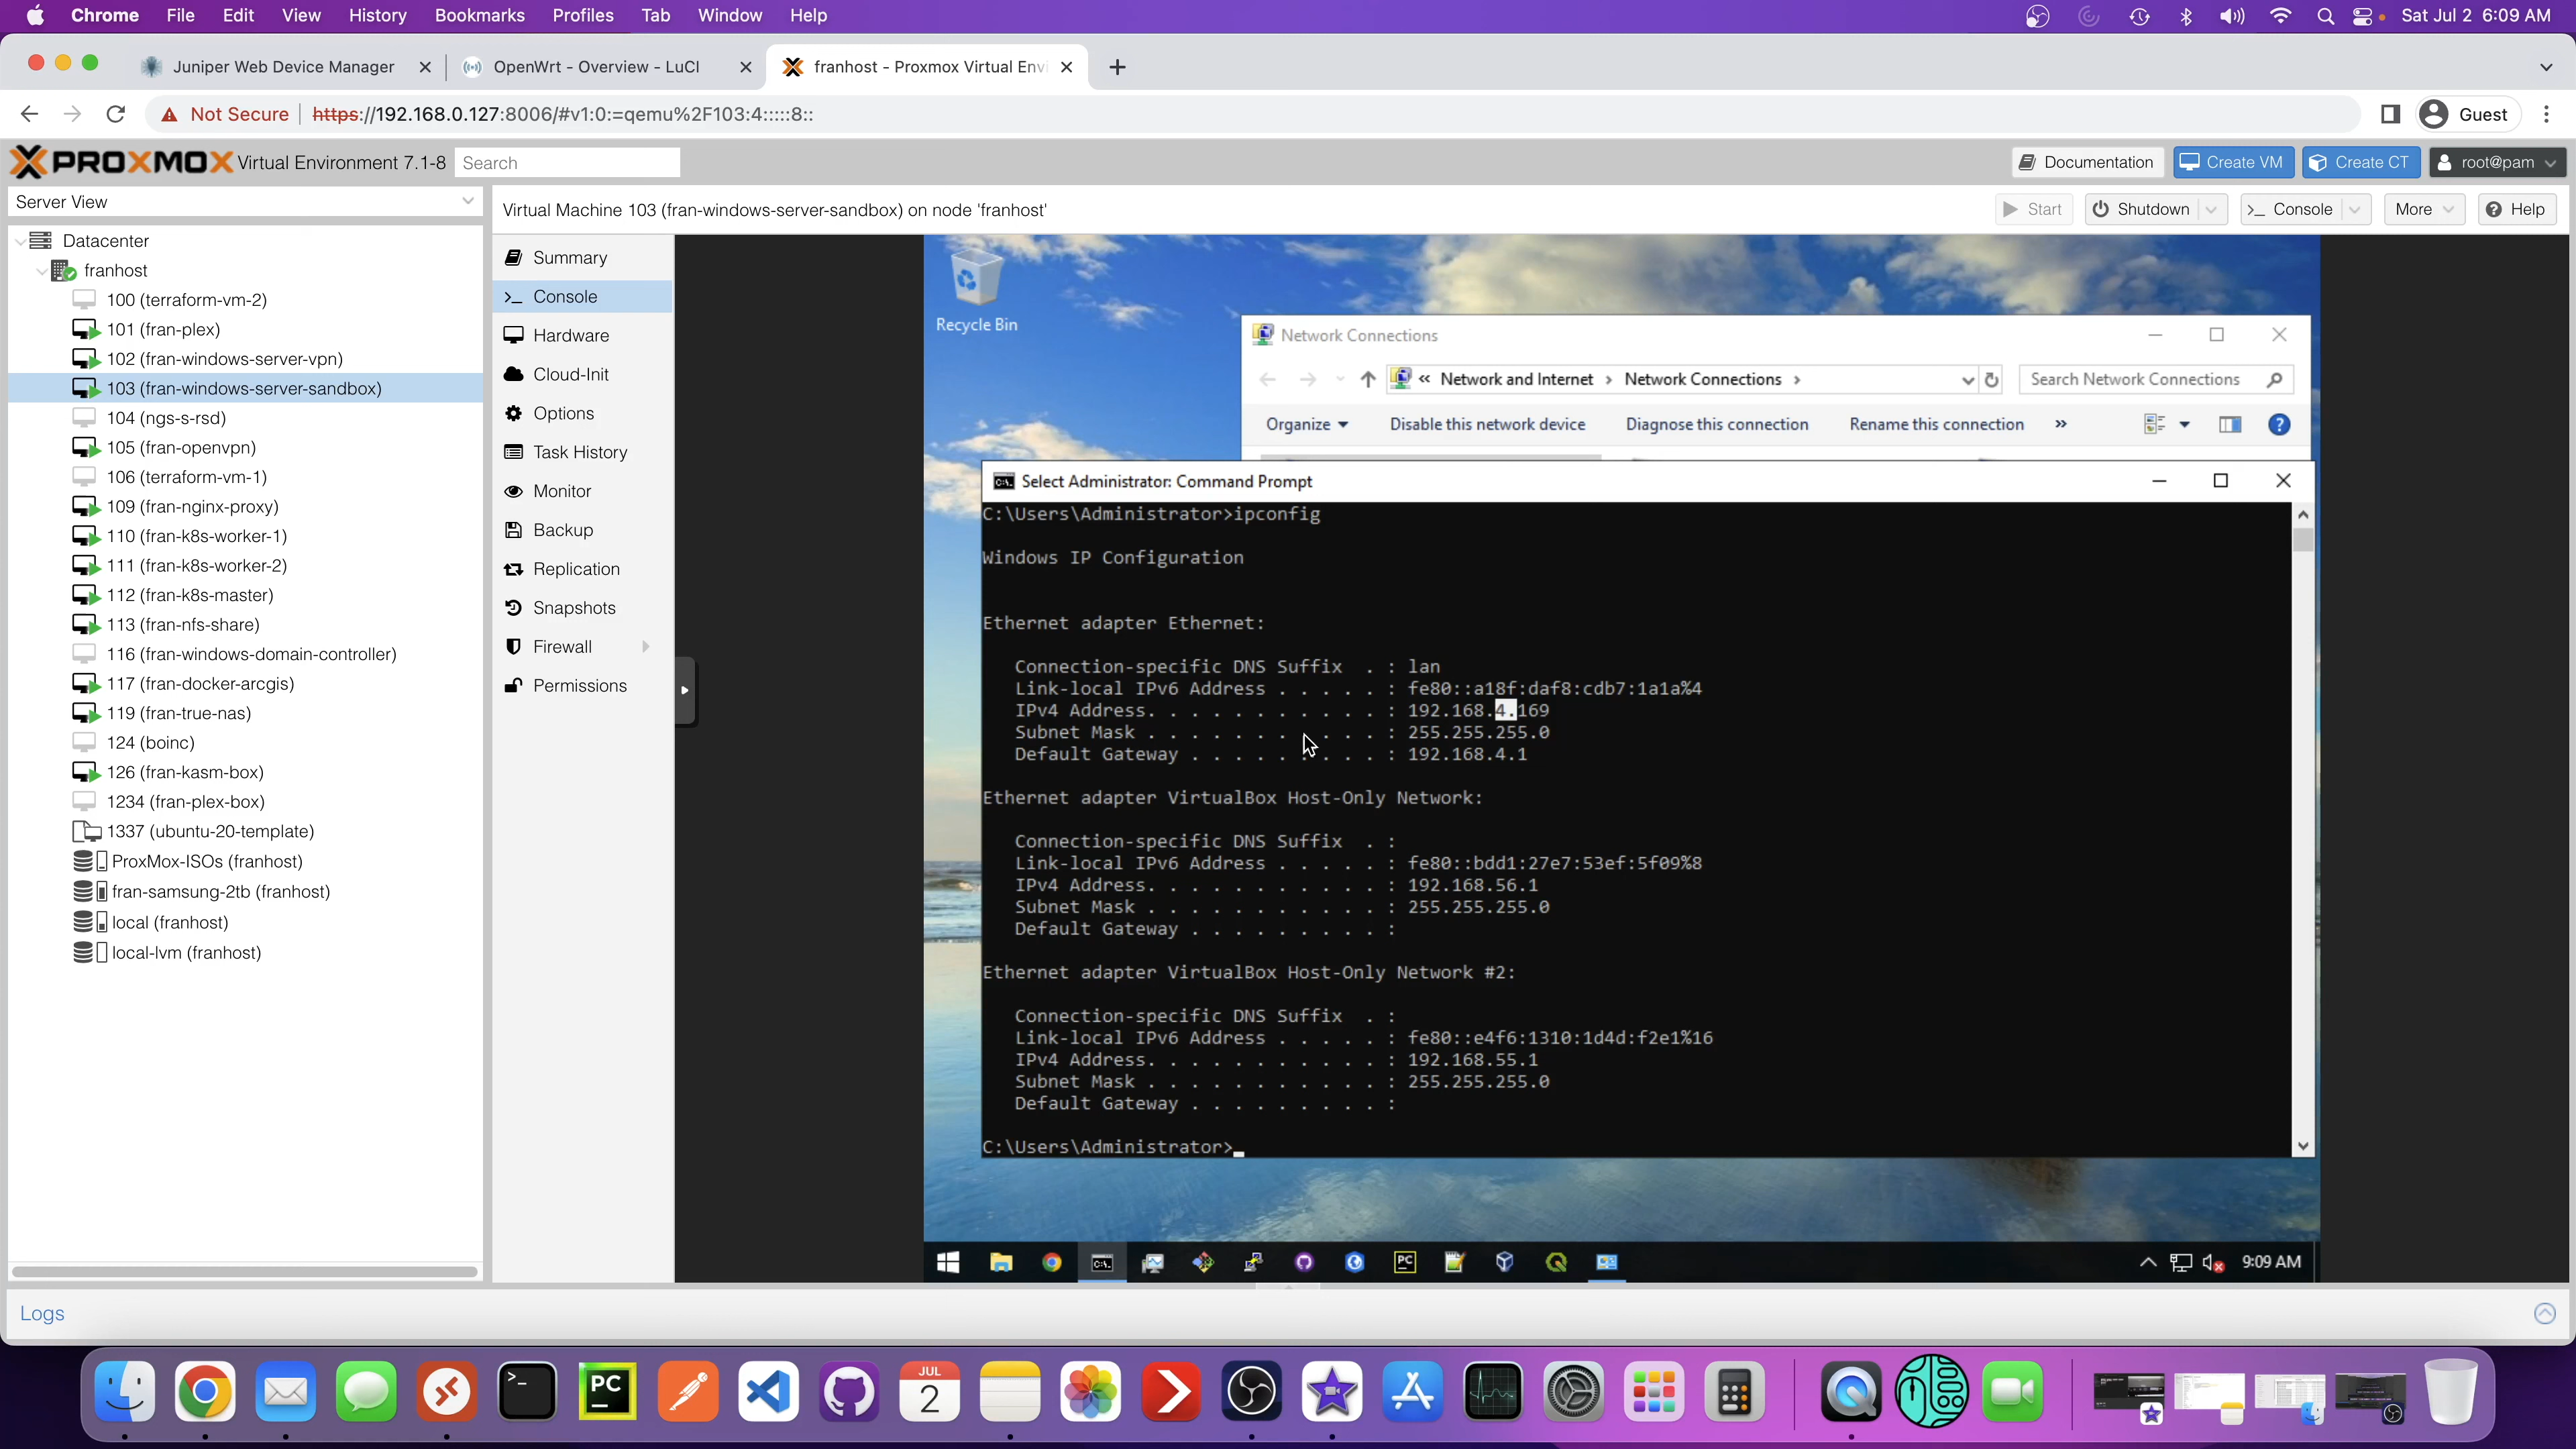 Chrome File Edit View History Bookmarks Profiles Tab Window Help Sat Jul 2 6:09 AM
Juniper Web Device Manager OpenWrt - Overview - LuCI franhost - Proxmox Virtual Envi
Not Secure https://192.168.0.127:8006/#v1:0:=qemu%2F103:4:::::8:: Guest
PROXMOX Virtual Environment 7.1-8 Search Documentation Create VM Create CT root@pam
Server View
Virtual Machine 103 (fran-windows-server-sandbox) on node 'franhost' Start Shutdown Console More Help
Datacenter
franhost
100 (terraform-vm-2)
101 (fran-plex)
102 (fran-windows-server-vpn)
103 (fran-windows-server-sandbox)
104 (ngs-s-rsd)
105 (fran-openvpn)
106 (terraform-vm-1)
109 (fran-nginx-proxy)
110 (fran-k8s-worker-1)
111 (fran-k8s-worker-2)
112 (fran-k8s-master)
113 (fran-nfs-share)
116 (fran-windows-domain-controller)
117 (fran-docker-arcgis)
119 (fran-true-nas)
124 (boinc)
126 (fran-kasm-box)
1234 (fran-plex-box)
1337 (ubuntu-20-template)
ProxMox-ISOs (franhost)
fran-samsung-2tb (franhost)
local (franhost)
local-lvm (franhost)
Summary
Console
Hardware
Cloud-Init
Options
Task History
Monitor
Backup
Replication
Snapshots
Firewall
Permissions
Recycle Bin
Network Connections
« Network and Internet › Network Connections › Search Network Connections
Organize Disable this network device Diagnose this connection Rename this connection »
Select Administrator: Command Prompt
C:\Users\Administrator>ipconfig
Windows IP Configuration
Ethernet adapter Ethernet:
Connection-specific DNS Suffix . : lan
Link-local IPv6 Address . . . . . : fe80::a18f:daf8:cdb7:1a1a%4
IPv4 Address. . . . . . . . . . . : 192.168.4.169
Subnet Mask . . . . . . . . . . . : 255.255.255.0
Default Gateway . . . . . . . . . : 192.168.4.1
Ethernet adapter VirtualBox Host-Only Network:
Connection-specific DNS Suffix . :
Link-local IPv6 Address . . . . . : fe80::bdd1:27e7:53ef:5f09%8
IPv4 Address. . . . . . . . . . . : 192.168.56.1
Subnet Mask . . . . . . . . . . . : 255.255.255.0
Default Gateway . . . . . . . . . :
Ethernet adapter VirtualBox Host-Only Network #2:
Connection-specific DNS Suffix . :
Link-local IPv6 Address . . . . . : fe80::e4f6:1310:1d4d:f2e1%16
IPv4 Address. . . . . . . . . . . : 192.168.55.1
Subnet Mask . . . . . . . . . . . : 255.255.255.0
Default Gateway . . . . . . . . . :
C:\Users\Administrator>
9:09 AM
Logs
PC
JUL
2